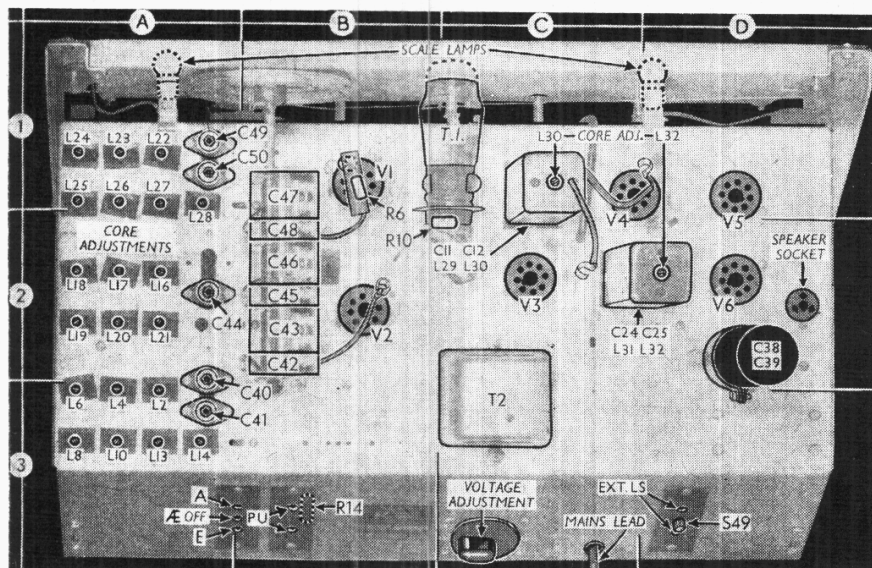 A B C D
SCALE LAMPS
1
L24 L23 L22 C49
C50
T.I.
L30 — CORE ADJ. — L32
V1
L25 L26 L27 L28
C47
R6
V4
V5
CORE ADJUSTMENTS
C48
R10
C11 C12
L29 L30
SPEAKER SOCKET
C46
2
L18 L17 L16
C45
V3
V6
C44
C43
V2
L19 L20 L21
C24 C25
L31 L32
C42
C38
C39
L6 L4 L2 C40
T2
C41
3
L8 L10 L13 L14
A
Æ OFF
E
PU
R14
VOLTAGE ADJUSTMENT
MAINS LEAD
EXT. LS
S49